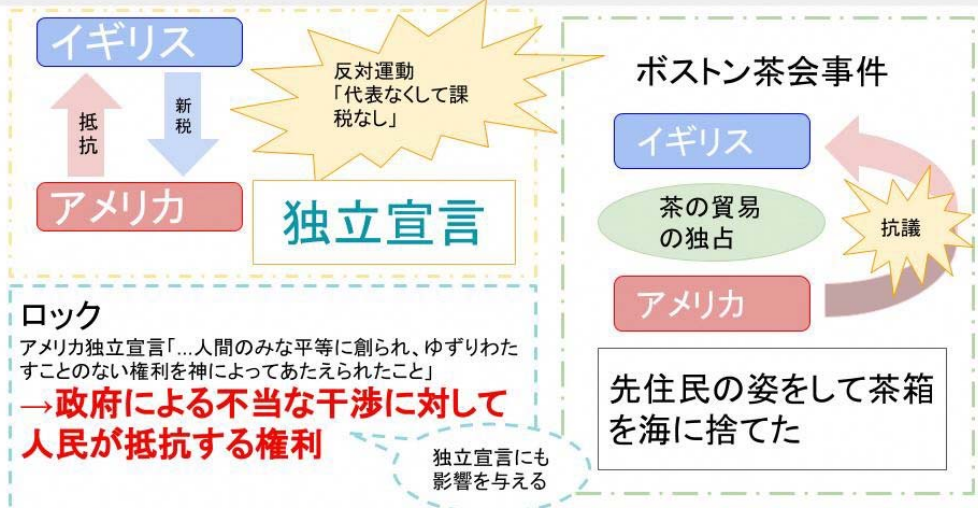 イギリス
抵抗
新税
アメリカ
反対運動
「代表なくして課
税なし」
独立宣言
ロック
アメリカ独立宣言「...人間のみな平等に創られ、ゆずりわた
すことのない権利を神によってあたえられたこと」
→政府による不当な干渉に対して
人民が抵抗する権利
独立宣言にも
影響を与える
ボストン茶会事件
イギリス
茶の貿易
の独占
抗議
アメリカ
先住民の姿をして茶箱
を海に捨てた